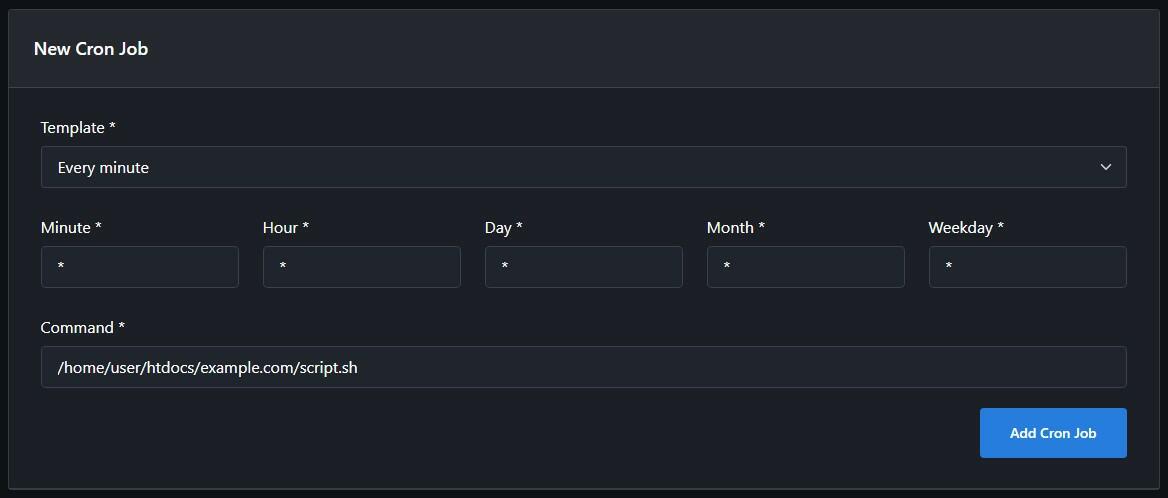 New Cron Job
Template *
Every minute
Minute * Hour * Day * Month * Weekday *
* * * * *
Command *
/home/user/htdocs/example.com/script.sh
Add Cron Job